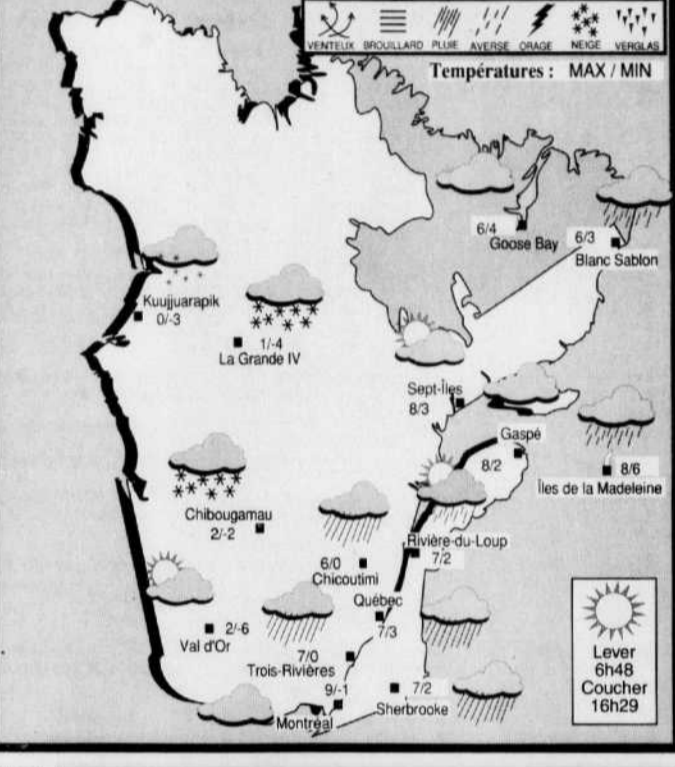 VENTEUX BROUILLARD PLUIE AVERSE ORAGE NEIGE VERGLAS
Températures : MAX / MIN
6/4
Goose Bay
6/3
Blanc Sablon
Kuujjuarapik
0/-3
1/-4
La Grande IV
Sept-Îles
8/3
Gaspé
8/2
8/6
Îles de la Madeleine
Chibougamau
2/-2
Rivière-du-Loup
7/2
6/0
Chicoutimi
Québec
7/3
2/-6
Val d'Or
7/0
Trois-Rivières
9/-1
Montréal
7/2
Sherbrooke
Lever
6h48
Coucher
16h29